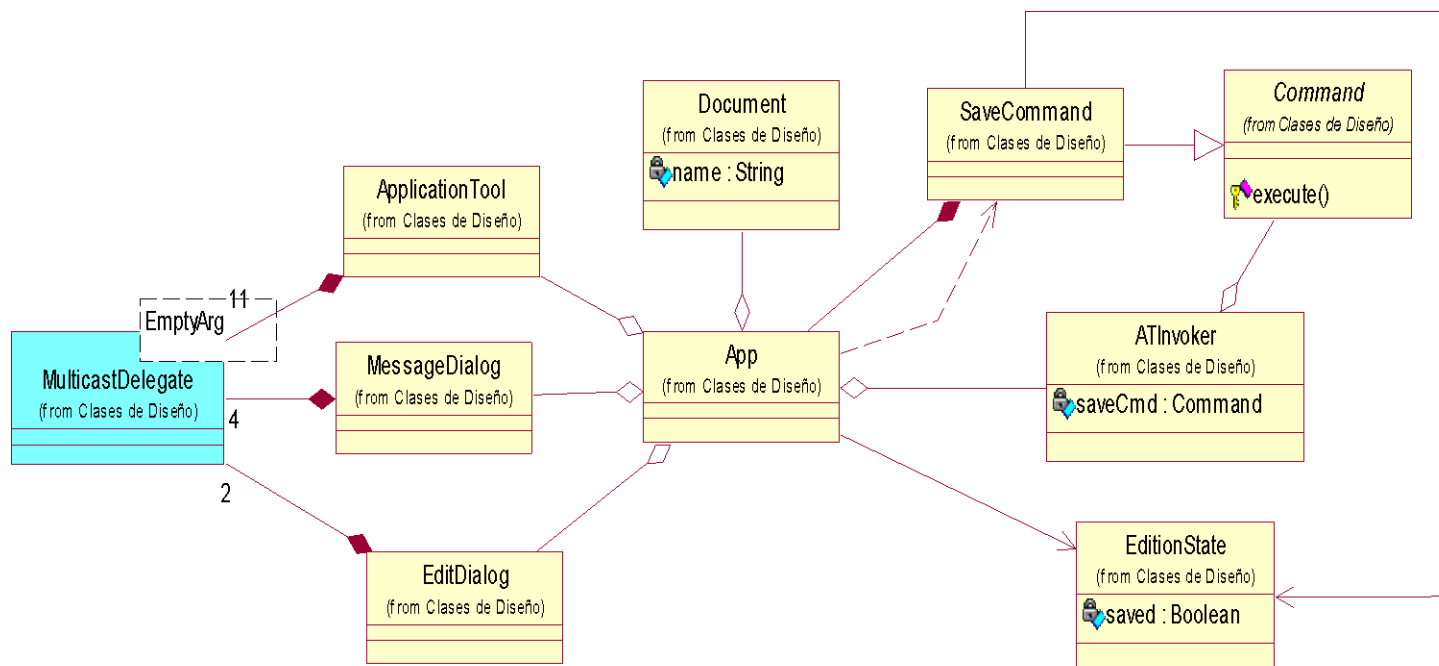 Document
(from Clases de Diseño)
name : String
SaveCommand
(from Clases de Diseño)
Command
(from Clases de Diseño)
execute()
ApplicationTool
(from Clases de Diseño)
11
EmptyArg
MulticastDelegate
(from Clases de Diseño)
4
2
MessageDialog
(from Clases de Diseño)
App
(from Clases de Diseño)
ATInvoker
(from Clases de Diseño)
saveCmd : Command
EditDialog
(from Clases de Diseño)
EditionState
(from Clases de Diseño)
saved : Boolean